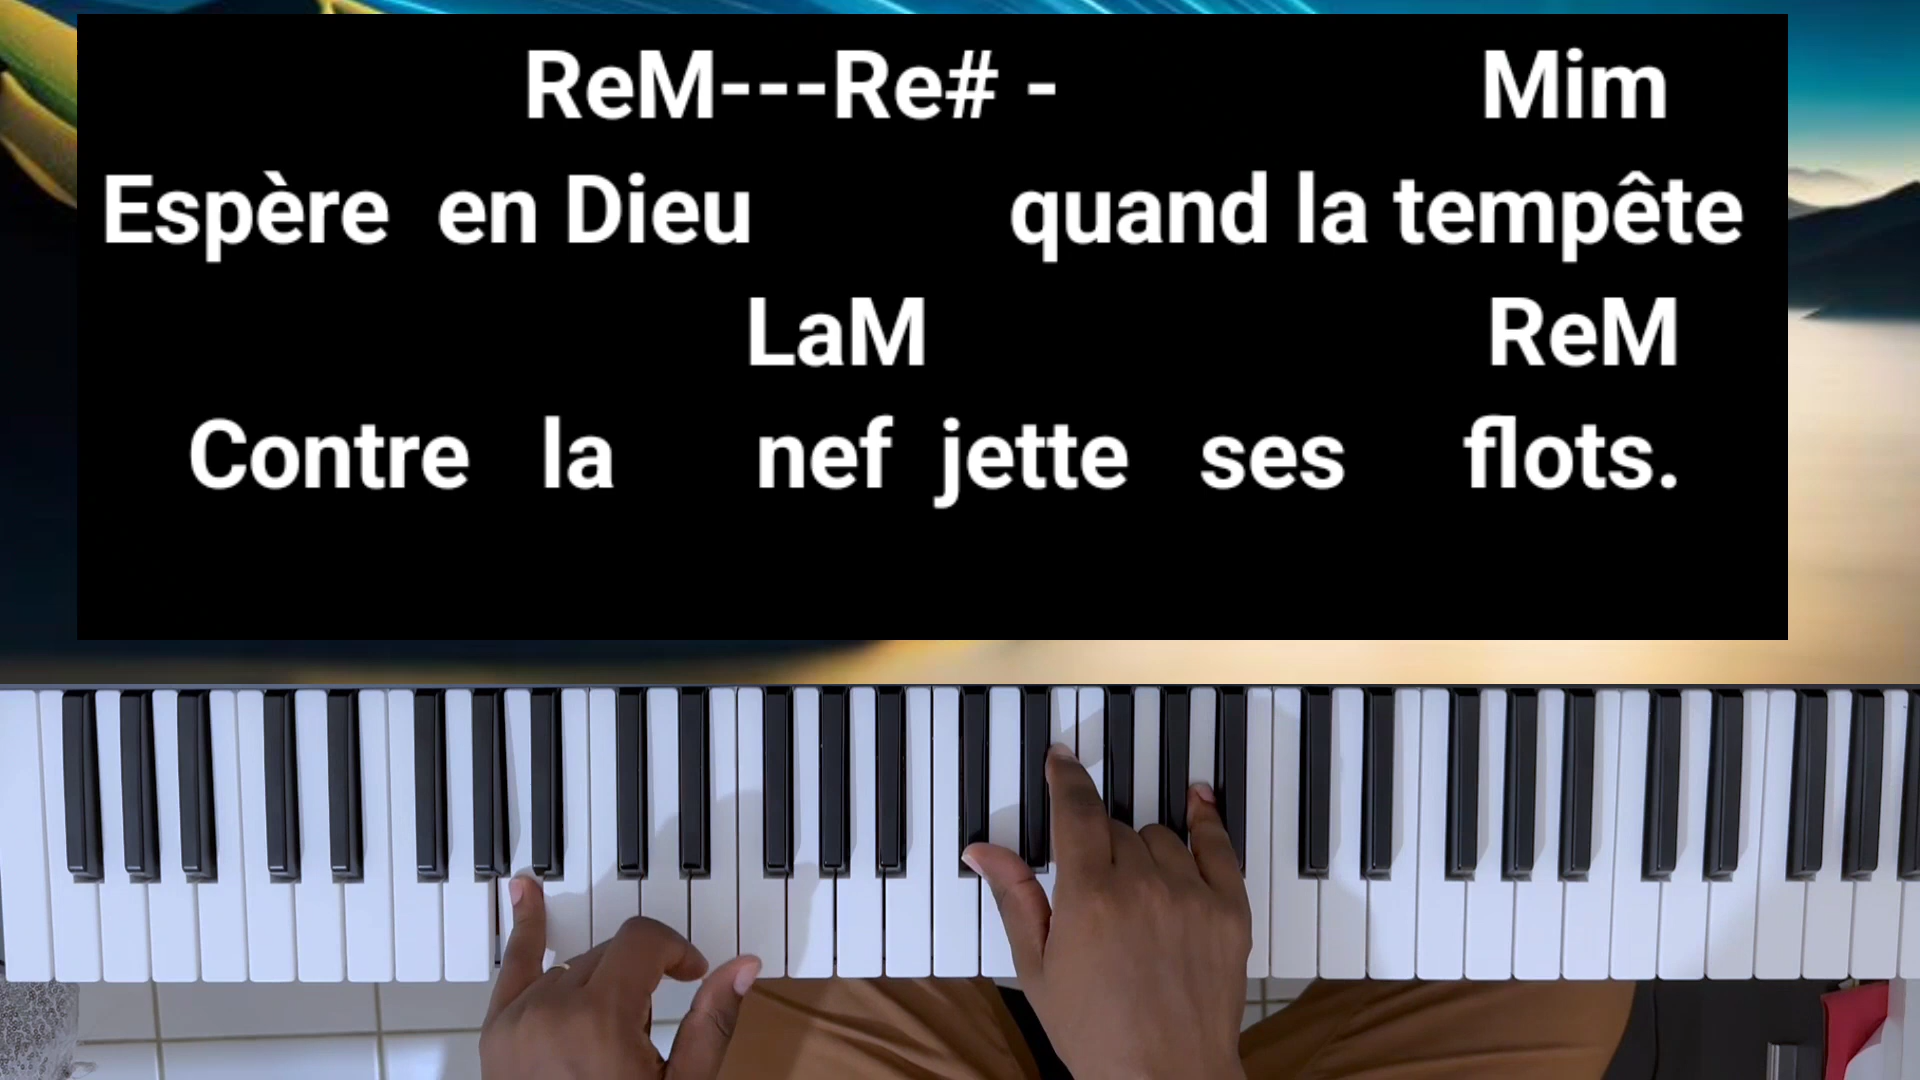 ReM---Re# - Mim
Espère en Dieu quand la tempête
LaM ReM
Contre la nef jette ses flots.